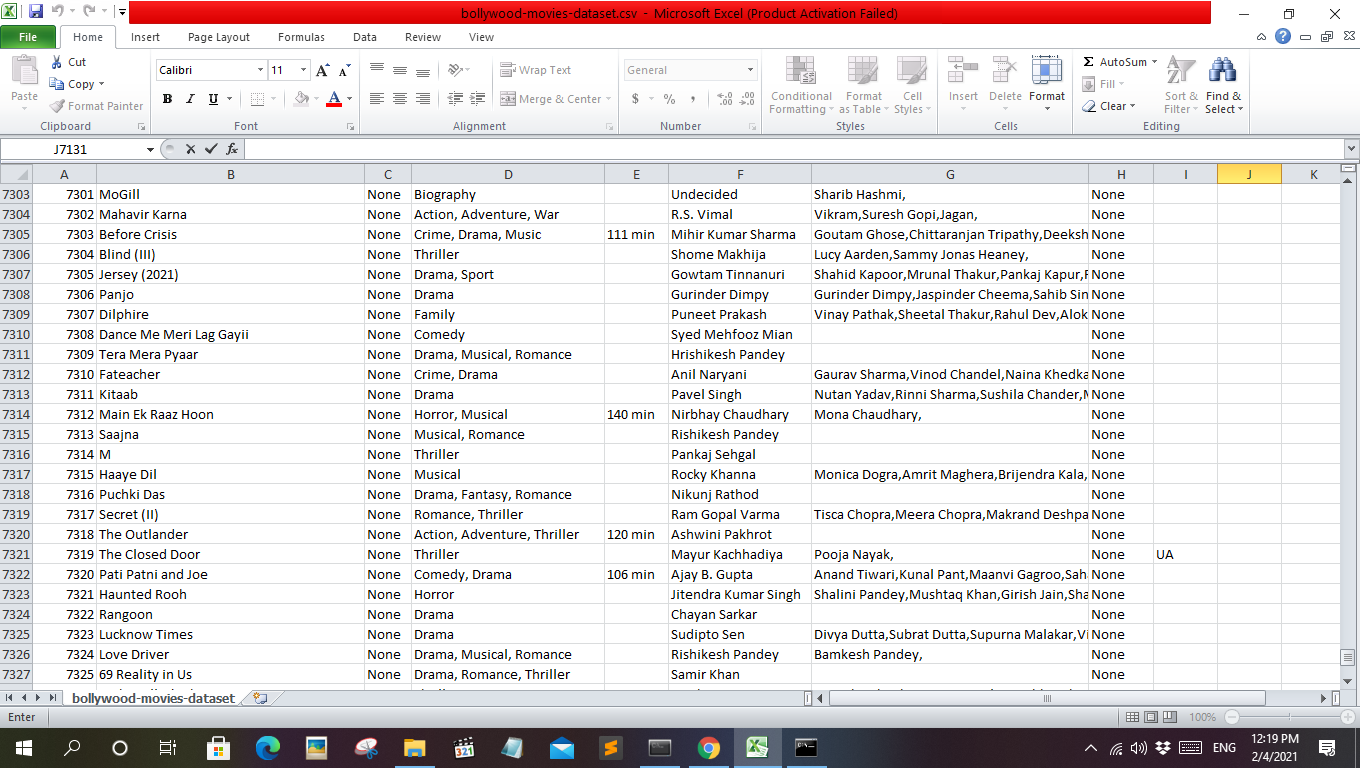 bollywood-movies-dataset.csv - Microsoft Excel (Product Activation Failed)
File Home Insert Page Layout Formulas Data Review View
Paste Cut Copy Format Painter Clipboard
Calibri 11 B I U Font
Wrap Text Merge & Center Alignment
General $ % , Number
Conditional Formatting Format as Table Cell Styles Styles
Insert Delete Format Cells
AutoSum Fill Clear Sort & Filter Find & Select Editing
J7131 fx
A B C D E F G H I J K
7303 7301 MoGill None Biography Undecided Sharib Hashmi, None
7304 7302 Mahavir Karna None Action, Adventure, War R.S. Vimal Vikram,Suresh Gopi,Jagan, None
7305 7303 Before Crisis None Crime, Drama, Music 111 min Mihir Kumar Sharma Goutam Ghose,Chittaranjan Tripathy,Deeksh None
7306 7304 Blind (III) None Thriller Shome Makhija Lucy Aarden,Sammy Jonas Heaney, None
7307 7305 Jersey (2021) None Drama, Sport Gowtam Tinnanuri Shahid Kapoor,Mrunal Thakur,Pankaj Kapur, None
7308 7306 Panjo None Drama Gurinder Dimpy Gurinder Dimpy,Jaspinder Cheema,Sahib Sin None
7309 7307 Dilphire None Family Puneet Prakash Vinay Pathak,Sheetal Thakur,Rahul Dev,Alok None
7310 7308 Dance Me Meri Lag Gayii None Comedy Syed Mehfooz Mian None
7311 7309 Tera Mera Pyaar None Drama, Musical, Romance Hrishikesh Pandey None
7312 7310 Fateacher None Crime, Drama Anil Naryani Gaurav Sharma,Vinod Chandel,Naina Khedka None
7313 7311 Kitaab None Drama Pavel Singh Nutan Yadav,Rinni Sharma,Sushila Chander, None
7314 7312 Main Ek Raaz Hoon None Horror, Musical 140 min Nirbhay Chaudhary Mona Chaudhary, None
7315 7313 Saajna None Musical, Romance Rishikesh Pandey None
7316 7314 M None Thriller Pankaj Sehgal None
7317 7315 Haaye Dil None Musical Rocky Khanna Monica Dogra,Amrit Maghera,Brijendra Kala, None
7318 7316 Puchki Das None Drama, Fantasy, Romance Nikunj Rathod None
7319 7317 Secret (II) None Romance, Thriller Ram Gopal Varma Tisca Chopra,Meera Chopra,Makrand Deshpa None
7320 7318 The Outlander None Action, Adventure, Thriller 120 min Ashwini Pakhrot None
7321 7319 The Closed Door None Thriller Mayur Kachhadiya Pooja Nayak, None UA
7322 7320 Pati Patni and Joe None Comedy, Drama 106 min Ajay B. Gupta Anand Tiwari,Kunal Pant,Maanvi Gagroo,Sah None
7323 7321 Haunted Rooh None Horror Jitendra Kumar Singh Shalini Pandey,Mushtaq Khan,Girish Jain,Sha None
7324 7322 Rangoon None Drama Chayan Sarkar None
7325 7323 Lucknow Times None Drama Sudipto Sen Divya Dutta,Subrat Dutta,Supurna Malakar,Vi None
7326 7324 Love Driver None Drama, Musical, Romance Rishikesh Pandey Bamkesh Pandey, None
7327 7325 69 Reality in Us None Drama, Romance, Thriller Samir Khan None
bollywood-movies-dataset
Enter 100%
321 ENG 12:19 PM
2/4/2021